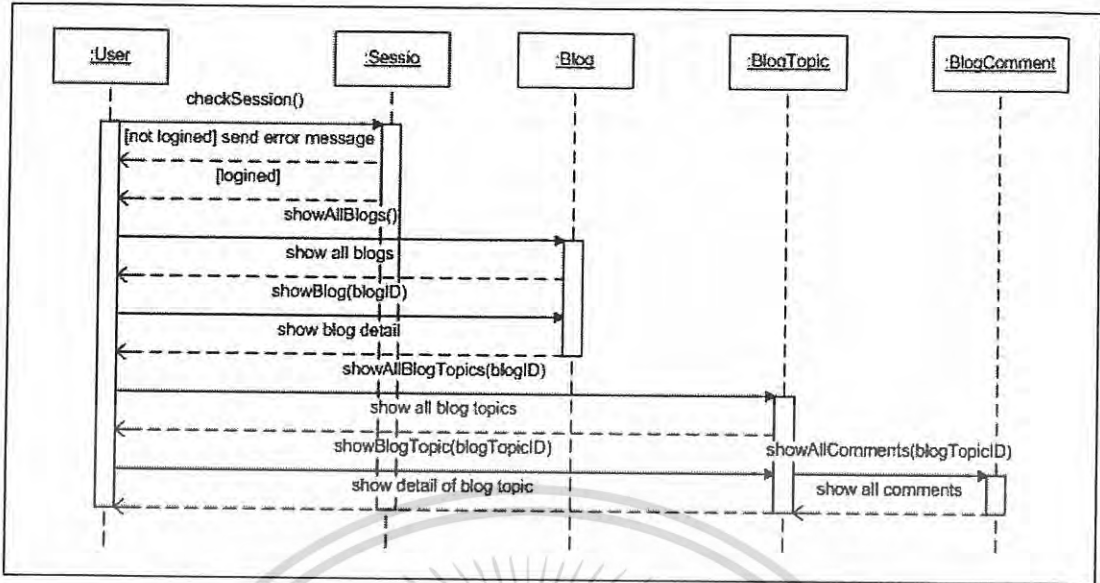 :User
:Sessio
:Blog
:BlogTopic
:BlogComment
checkSession()
[not logined] send error message
[logined]
showAllBlogs()
show all blogs
showBlog(blogID)
show blog detail
showAllBlogTopics(blogID)
show all blog topics
showBlogTopic(blogTopicID)
showAllComments(blogTopicID)
show detail of blog topic
show all comments